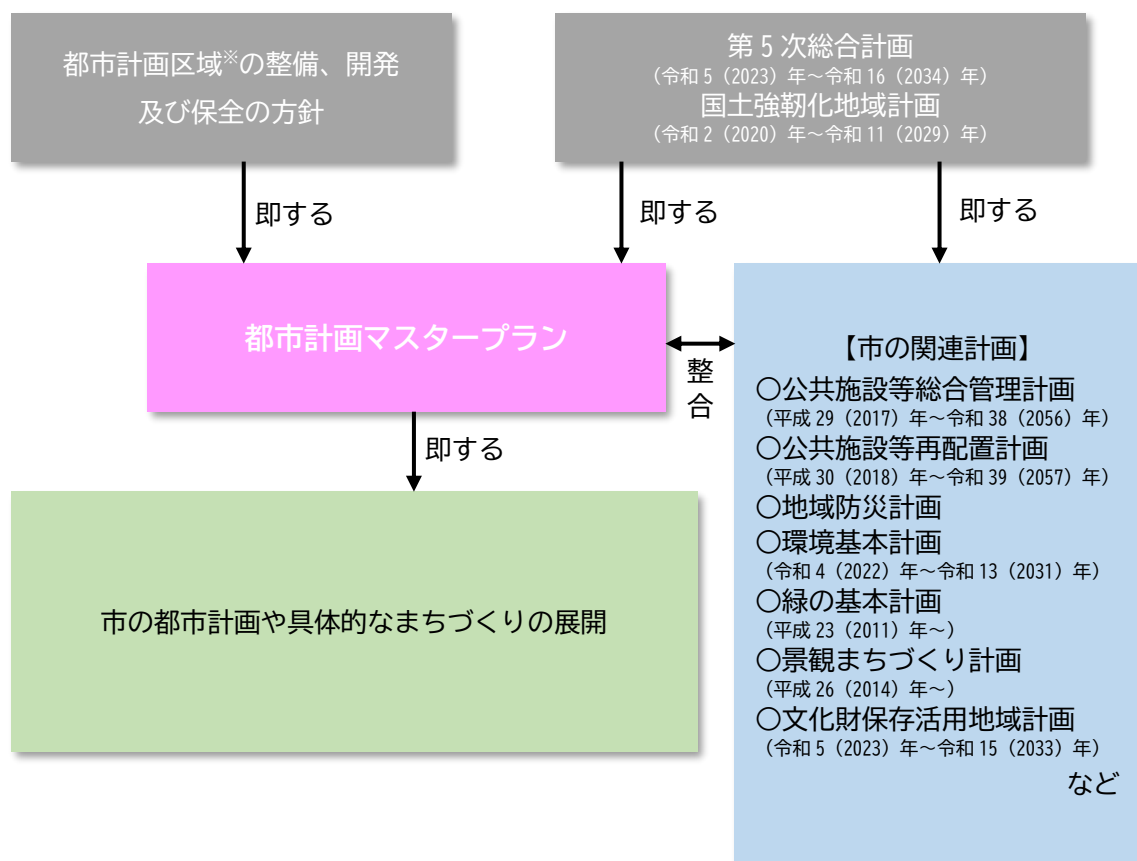 都市計画区域※の整備、開発
及び保全の方針
第5次総合計画
（令和5（2023）年～令和16（2034）年）
国土強靭化地域計画
（令和2（2020）年～令和11（2029）年）
即する
即する
即する
都市計画マスタープラン
整
合
即する
市の都市計画や具体的なまちづくりの展開
【市の関連計画】
○公共施設等総合管理計画
（平成29（2017）年～令和38（2056）年）
○公共施設等再配置計画
（平成30（2018）年～令和39（2057）年）
○地域防災計画
○環境基本計画
（令和4（2022）年～令和13（2031）年）
○緑の基本計画
（平成23（2011）年～）
○景観まちづくり計画
（平成26（2014）年～）
○文化財保存活用地域計画
（令和5（2023）年～令和15（2033）年）
など